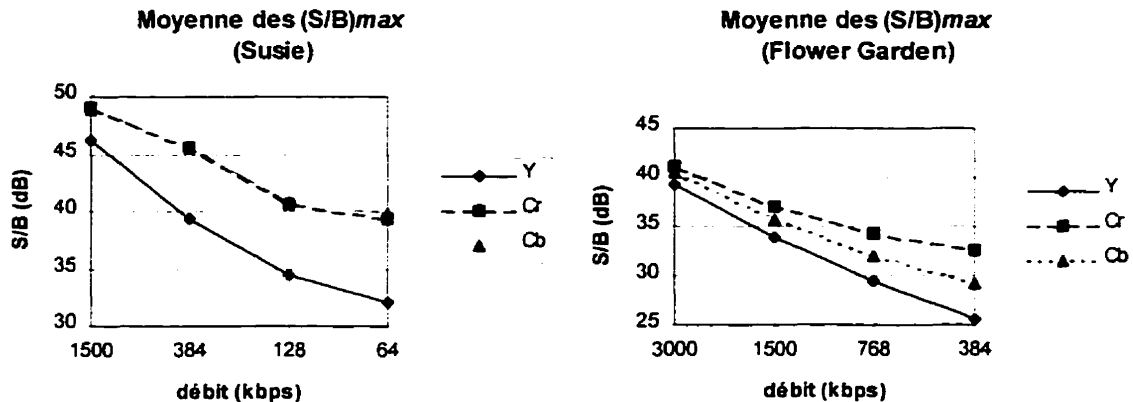 Moyenne des (S/B)max
(Susie)
50
45
40
35
30
S/B (dB)
1500 384 128 64
débit (kbps)
Y
Cr
Cb
Moyenne des (S/B)max
(Flower Garden)
45
40
35
30
25
S/B (dB)
3000 1500 768 384
débit (kbps)
Y
Cr
Cb